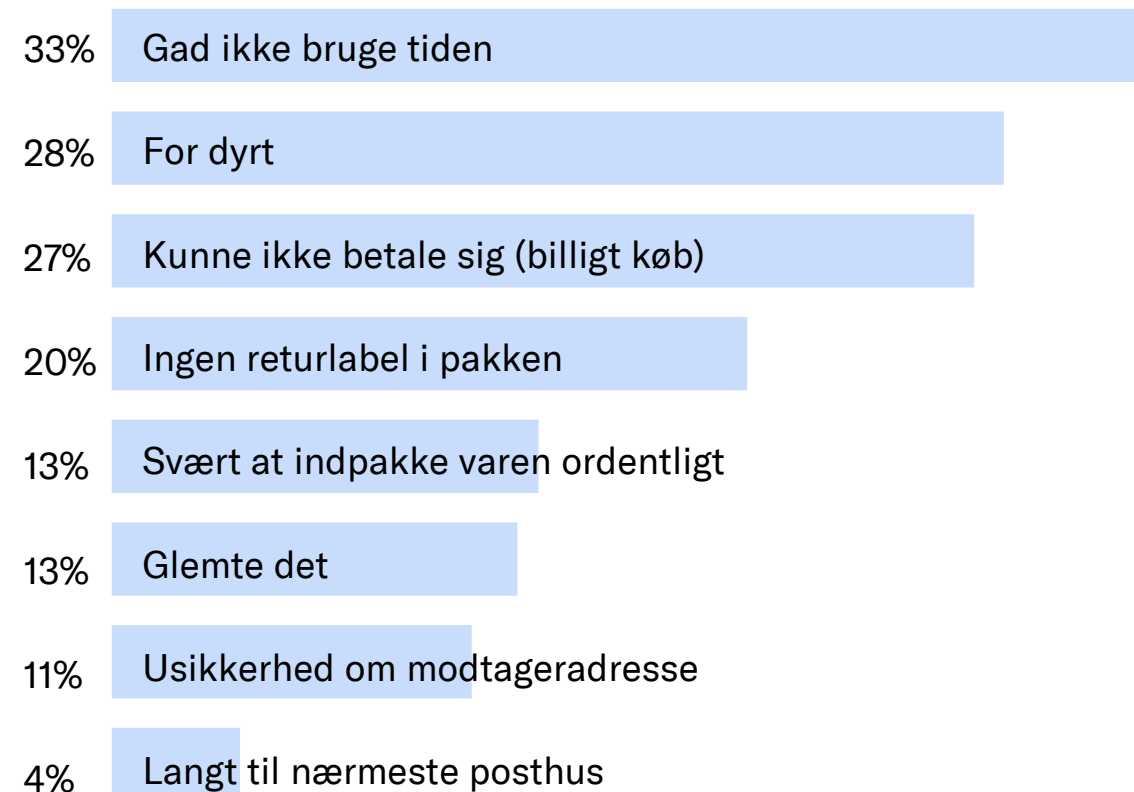 33% Gad ikke bruge tiden
28% For dyrt
27% Kunne ikke betale sig (billigt køb)
20% Ingen returlabel i pakken
13% Svært at indpakke varen ordentligt
13% Glemte det
11% Usikkerhed om modtageradresse
4% Langt til nærmeste posthus